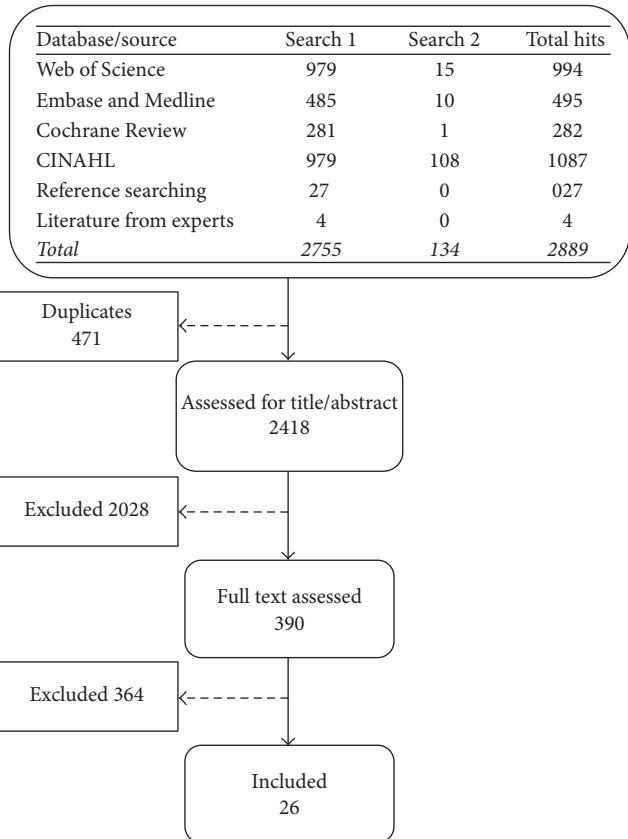 Database/source Search 1 Search 2 Total hits
Web of Science 979 15 994
Embase and Medline 485 10 495
Cochrane Review 281 1 282
CINAHL 979 108 1087
Reference searching 27 0 027
Literature from experts 4 0 4
Total 2755 134 2889
Duplicates
471
Assessed for title/abstract
2418
Excluded 2028
Full text assessed
390
Excluded 364
Included
26